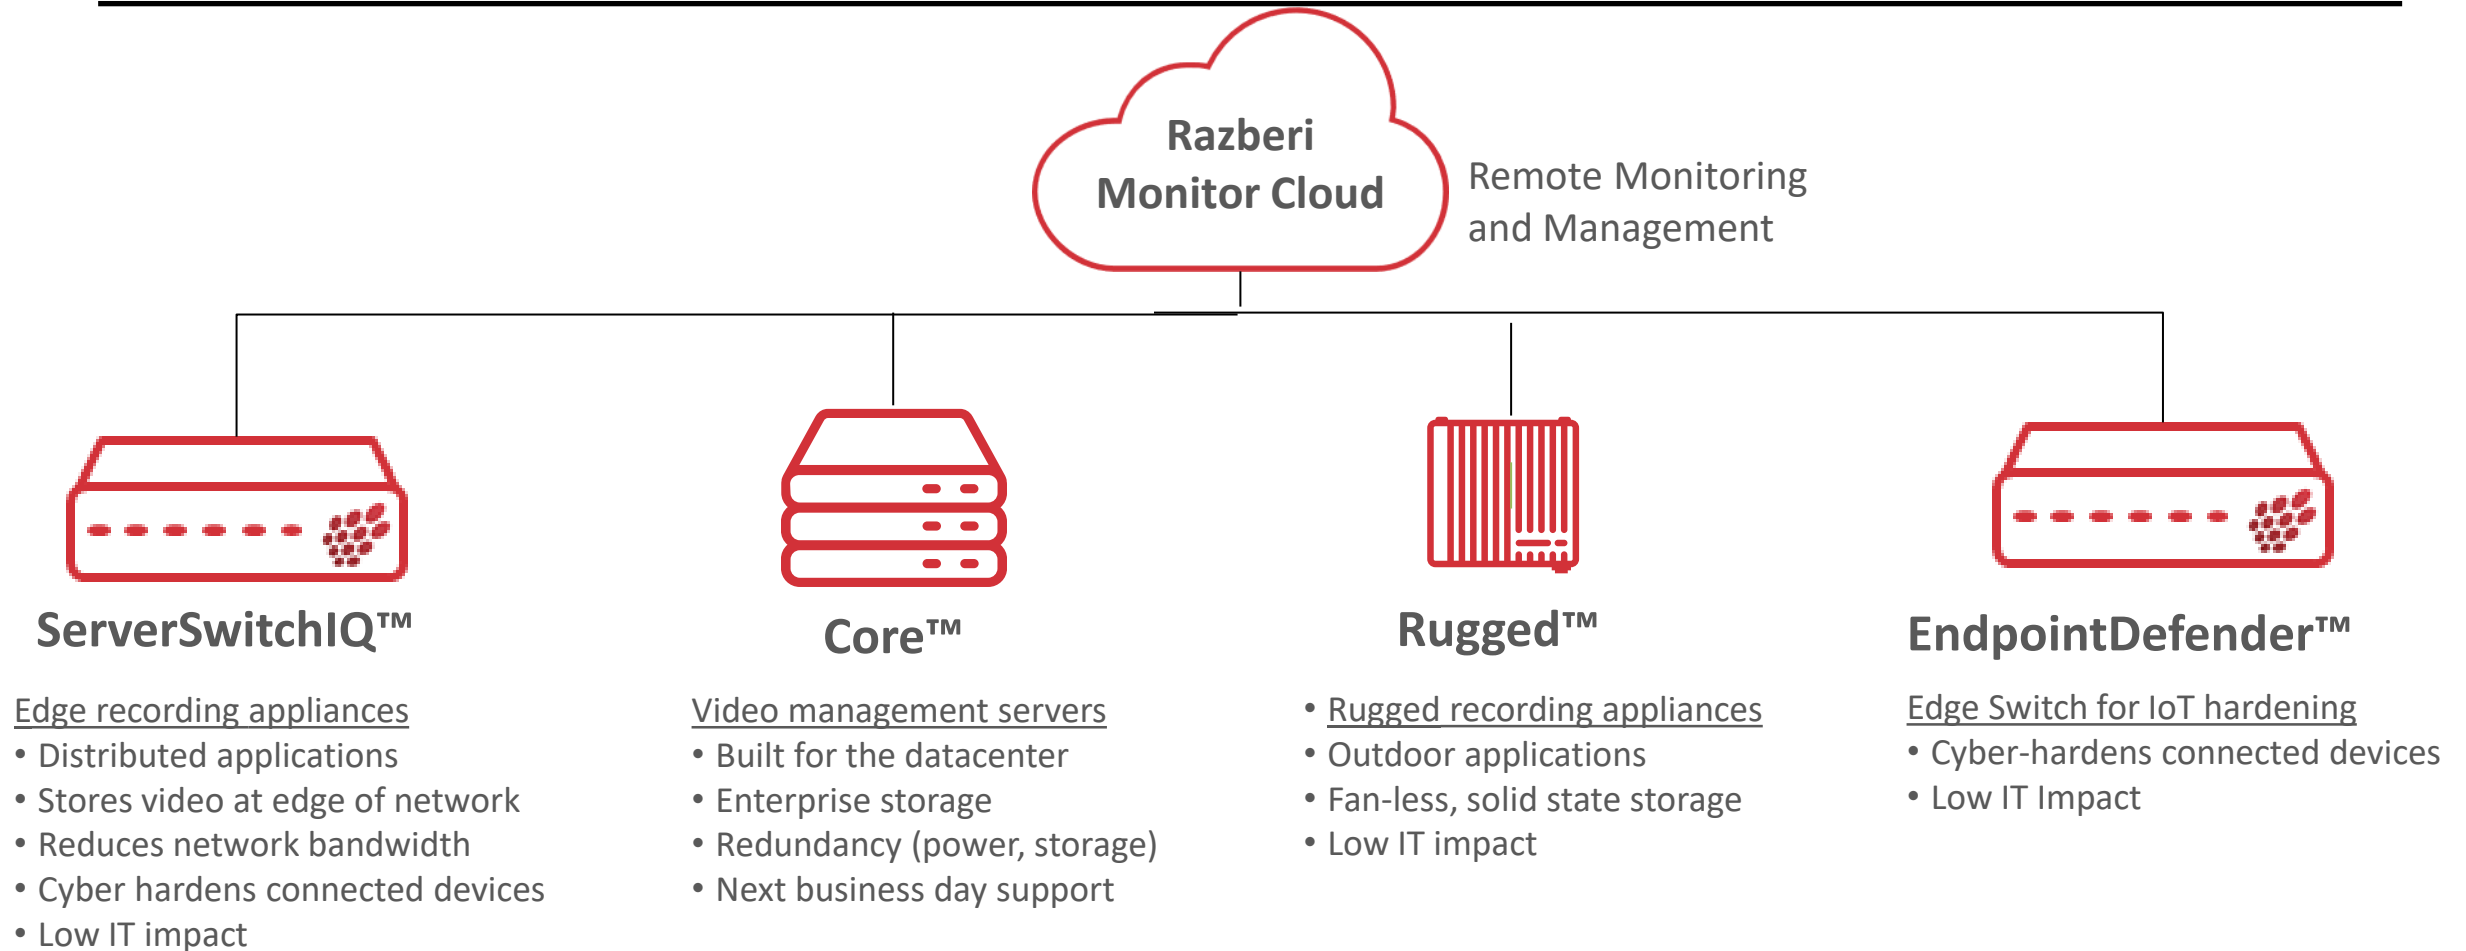 Razberi
Monitor Cloud
Remote Monitoring
and Management
ServerSwitchIQ™
Edge recording appliances
• Distributed applications
• Stores video at edge of network
• Reduces network bandwidth
• Cyber hardens connected devices
• Low IT impact
Core™
Video management servers
• Built for the datacenter
• Enterprise storage
• Redundancy (power, storage)
• Next business day support
Rugged™
• Rugged recording appliances
• Outdoor applications
• Fan-less, solid state storage
• Low IT impact
EndpointDefender™
Edge Switch for IoT hardening
• Cyber-hardens connected devices
• Low IT Impact